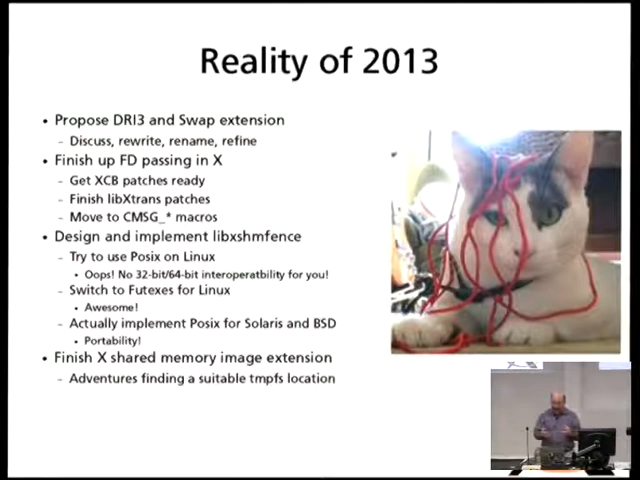 Reality of 2013
• Propose DRI3 and Swap extension
– Discuss, rewrite, rename, refine
• Finish up FD passing in X
– Get XCB patches ready
– Finish libXtrans patches
– Move to CMSG_* macros
• Design and implement libxshmfence
– Try to use Posix on Linux
• Oops! No 32-bit/64-bit interoperatbility for you!
– Switch to Futexes for Linux
• Awesome!
– Actually implement Posix for Solaris and BSD
• Portability!
• Finish X shared memory image extension
– Adventures finding a suitable tmpfs location